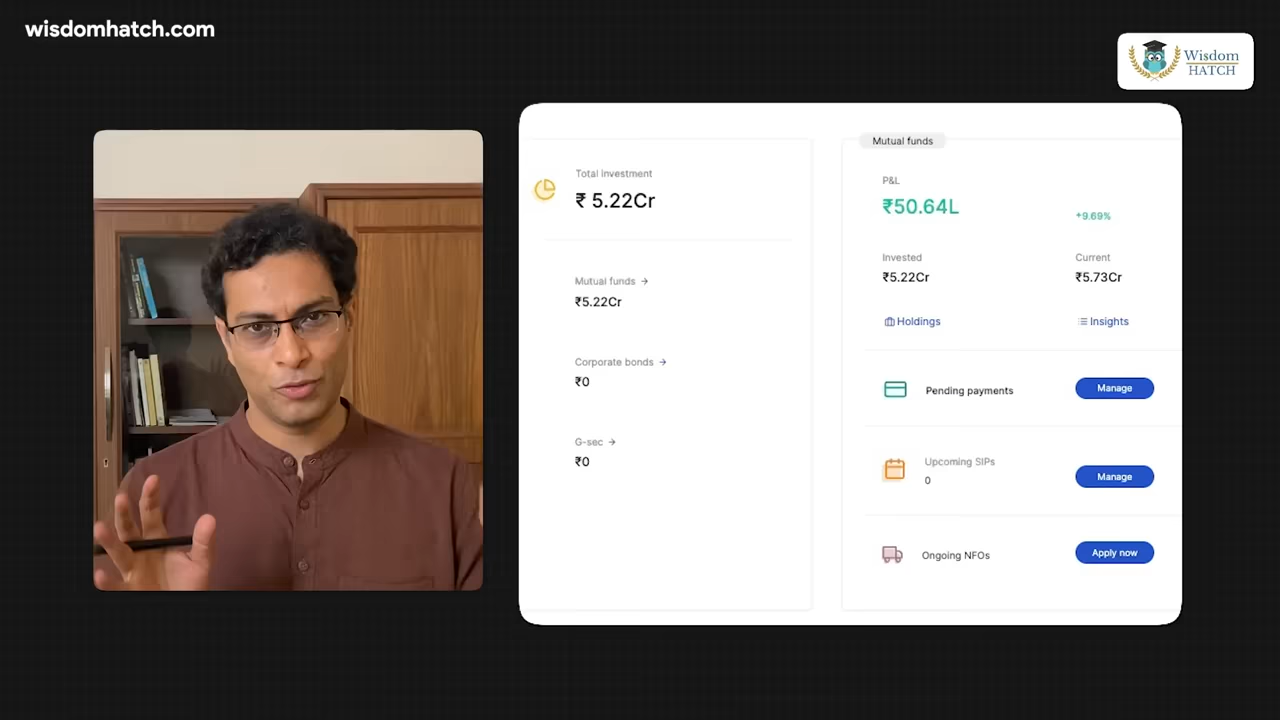 wisdomhatch.com
Wisdom
HATCH
Total investment
₹ 5.22Cr
Mutual funds →
₹5.22Cr
Corporate bonds →
₹0
G-sec →
₹0
Mutual funds
P&L
₹50.64L
+9.69%
Invested
Current
₹5.22Cr
₹5.73Cr
Holdings
Insights
Pending payments
Manage
Upcoming SIPs
0
Manage
Ongoing NFOs
Apply now